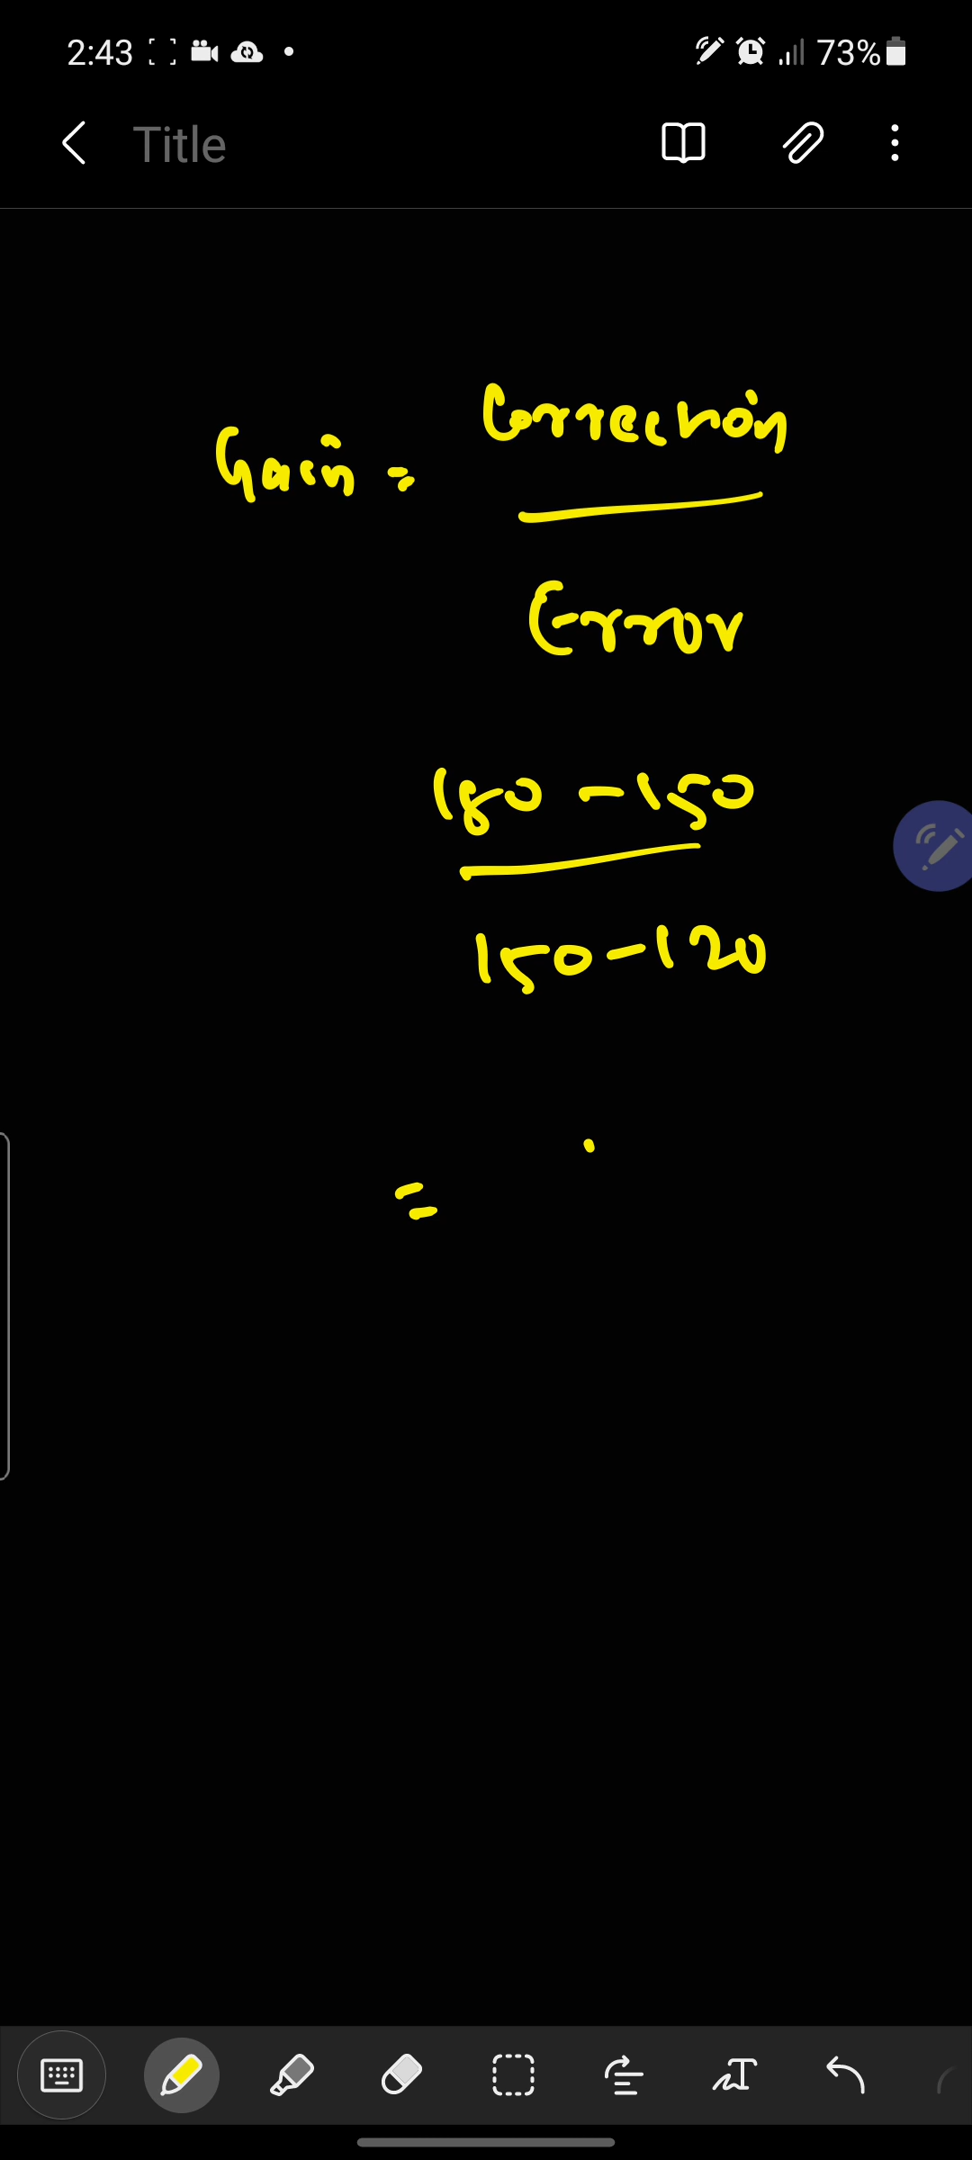 2:43 73%
Title
Gain = Correction
Error
180 - 150
150 - 120
=